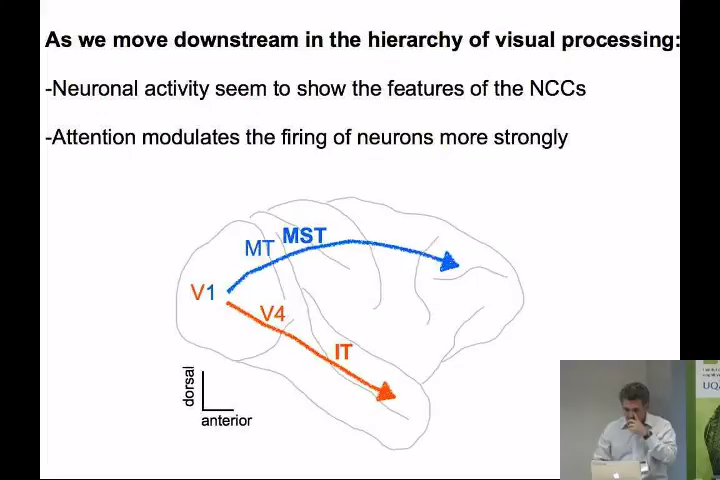 As we move downstream in the hierarchy of visual processing:
-Neuronal activity seem to show the features of the NCCs
-Attention modulates the firing of neurons more strongly
MT MST
V1
V4
IT
dorsal
anterior
UQ